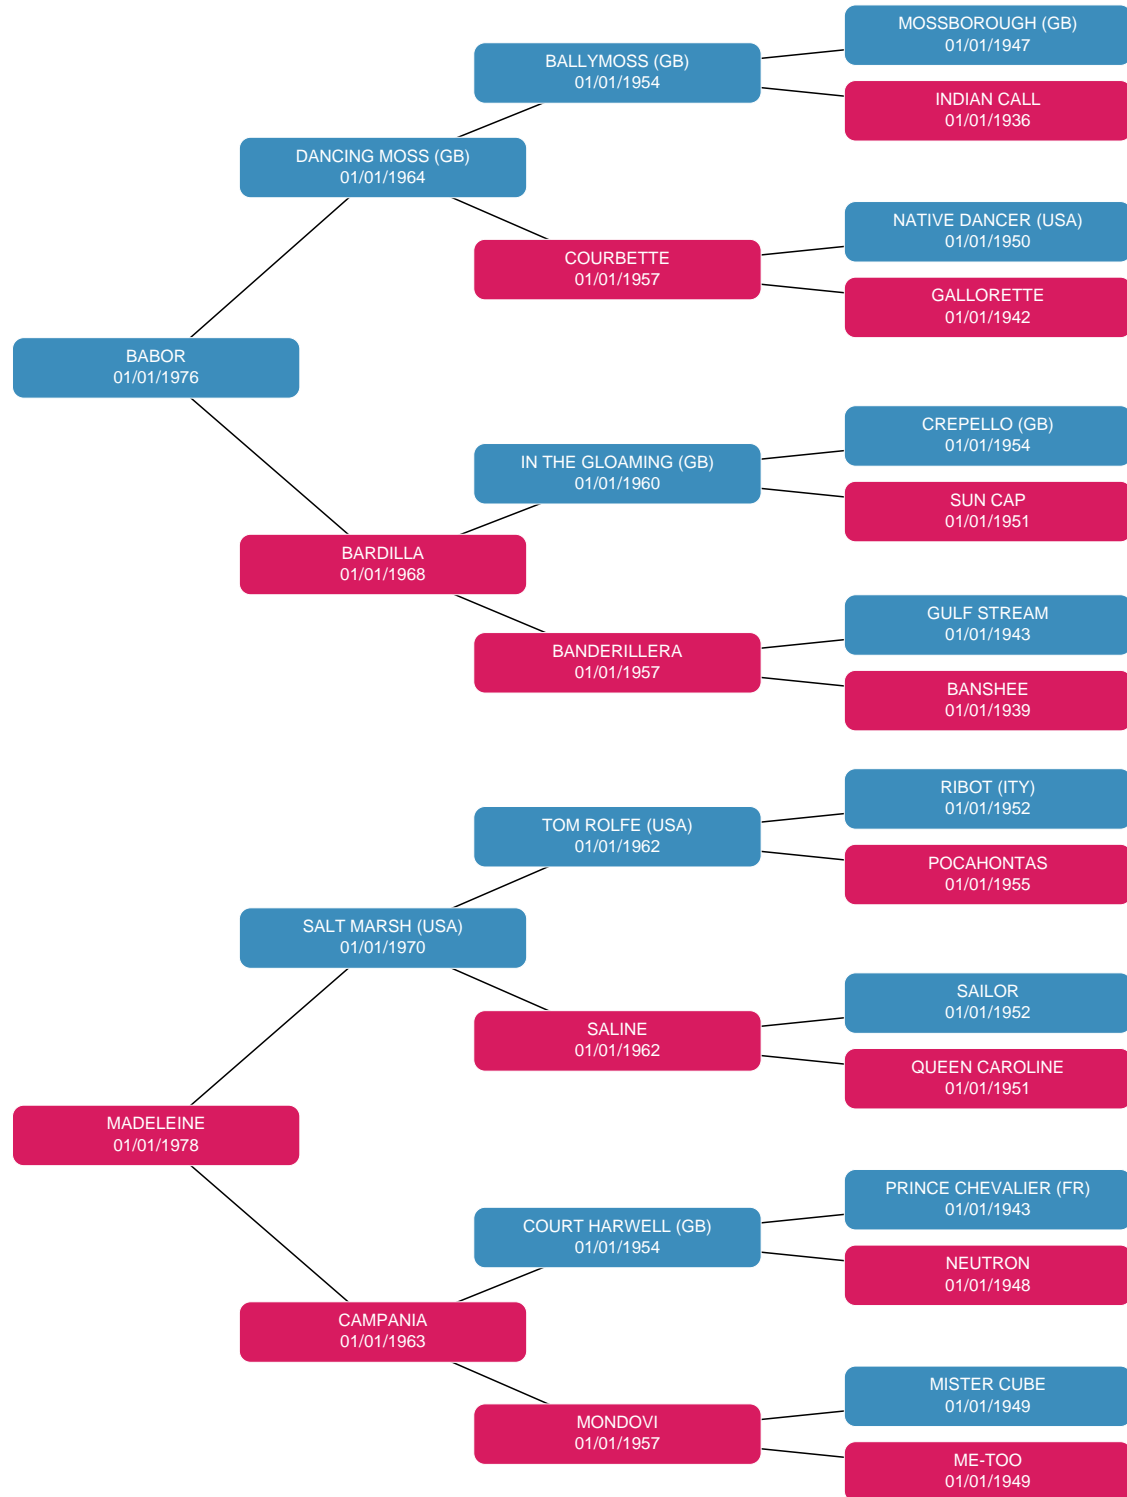 MOSSBOROUGH (GB)
01/01/1947
BALLYMOSS (GB)
01/01/1954
INDIAN CALL
01/01/1936
DANCING MOSS (GB)
01/01/1964
NATIVE DANCER (USA)
01/01/1950
COURBETTE
01/01/1957
GALLORETTE
01/01/1942
BABOR
01/01/1976
CREPELLO (GB)
01/01/1954
IN THE GLOAMING (GB)
01/01/1960
SUN CAP
01/01/1951
BARDILLA
01/01/1968
GULF STREAM
01/01/1943
BANDERILLERA
01/01/1957
BANSHEE
01/01/1939
RIBOT (ITY)
01/01/1952
TOM ROLFE (USA)
01/01/1962
POCAHONTAS
01/01/1955
SALT MARSH (USA)
01/01/1970
SAILOR
01/01/1952
SALINE
01/01/1962
QUEEN CAROLINE
01/01/1951
MADELEINE
01/01/1978
PRINCE CHEVALIER (FR)
01/01/1943
COURT HARWELL (GB)
01/01/1954
NEUTRON
01/01/1948
CAMPANIA
01/01/1963
MISTER CUBE
01/01/1949
MONDOVI
01/01/1957
ME-TOO
01/01/1949